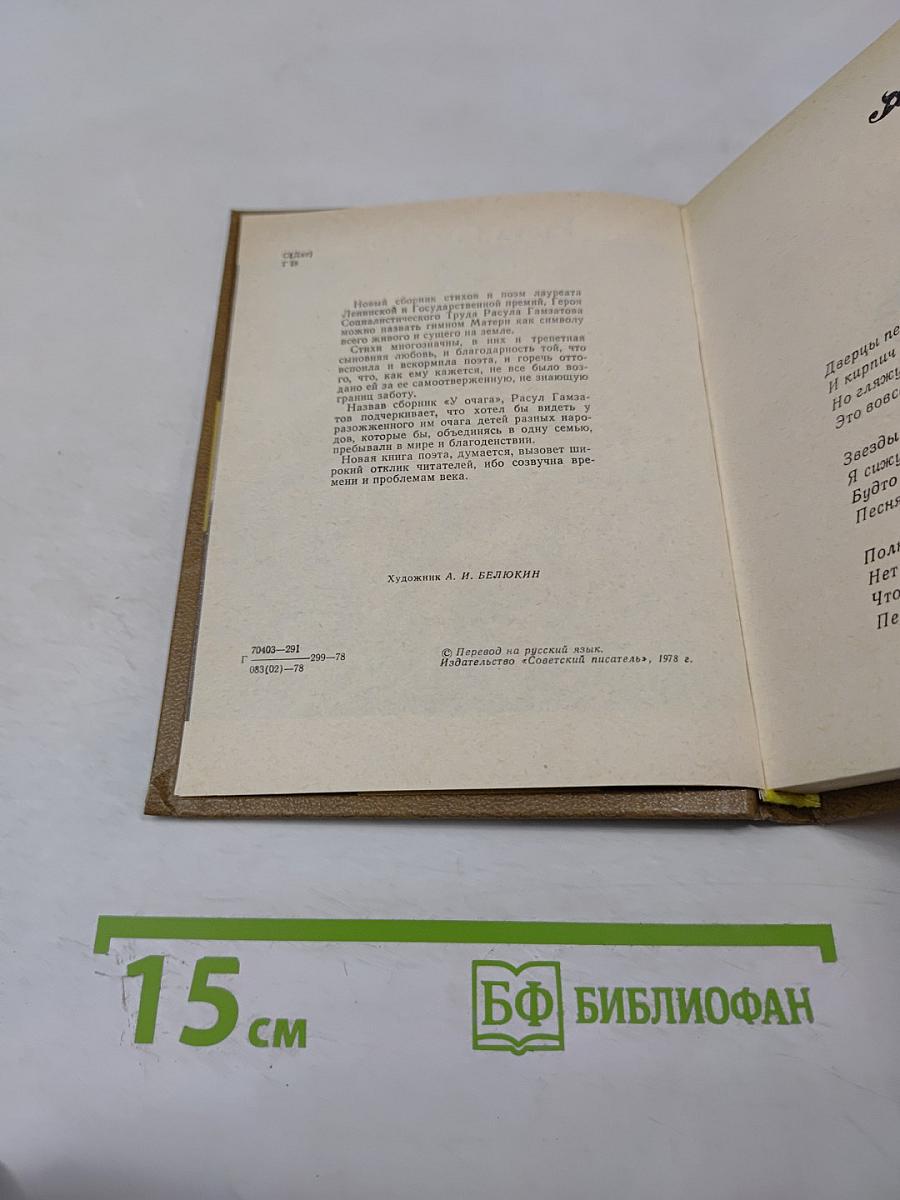 С(Даг)
Г 18
Новый сборник стихов и поэм лауреата
Ленинской и Государственной премий, Героя
Социалистического Труда Расула Гамзатова
можно назвать гимном Матери как символу
всего живого и сущего на земле.
Стихи многозначны, в них и трепетная
сыновняя любовь, и благодарность той, что
вспоила и вскормила поэта, и горечь отто-
го, что, как ему кажется, не все было воз-
дано ей за ее самоотверженную, не знающую
границ заботу.
Назвав сборник «У очага», Расул Гамза-
тов подчеркивает, что хотел бы видеть у
разожженного им очага детей разных наро-
дов, которые бы, объединясь в одну семью,
пребывали в мире и благоденствии.
Новая книга поэта, думается, вызовет ши-
рокий отклик читателей, ибо созвучна вре-
мени и проблемам века.
Художник А. И. БЕЛЮКИН
70403—291
Г 299—78
083(02)—78
© Перевод на русский язык.
Издательство «Советский писатель», 1978 г.
Дверцы
И кирпич
Но гляжу
Это
Звезды
Я сижу
Будто
Песня
Нет
15 см
БФ БИБЛИОФАН